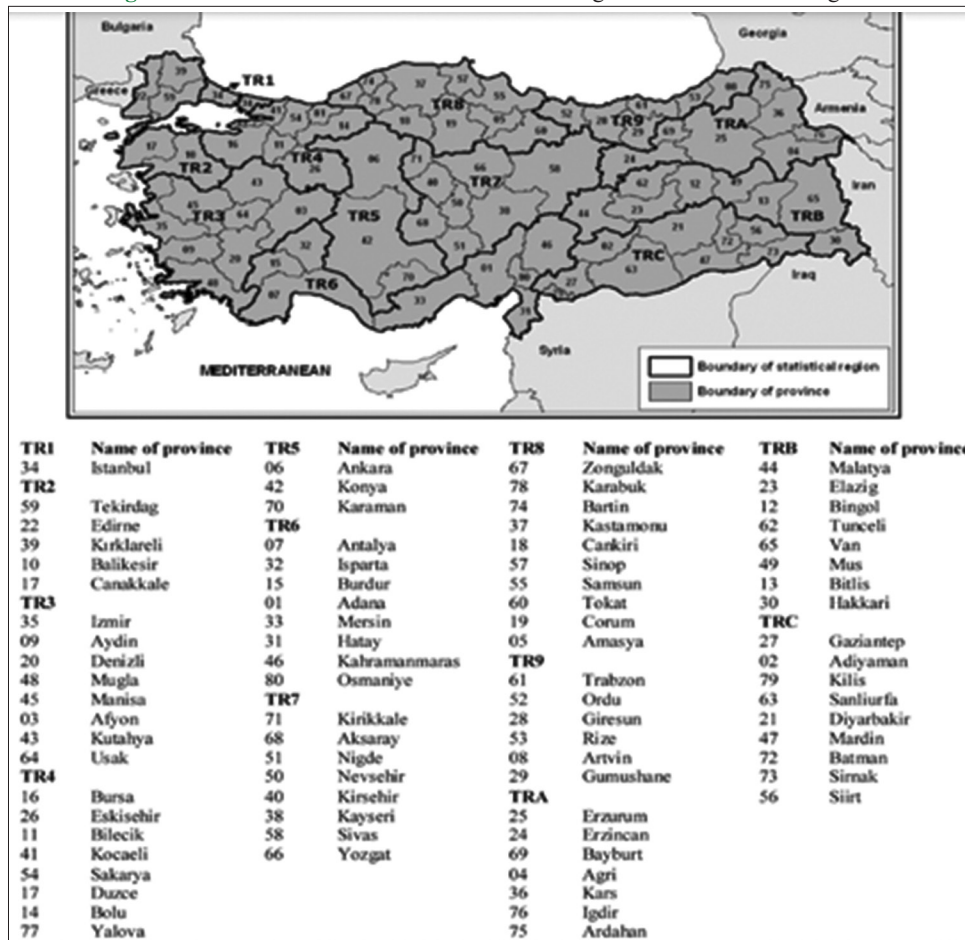 Bulgaria
Georgia
Greece
TR1
TR8
TR9
TRA
Armenia
TR2
TR4
TR7
Iran
TR3
TR5
TRB
TRC
TR6
Iraq
Syria
MEDITERRANEAN
Boundary of statistical region
Boundary of province
TR1 Name of province
34 Istanbul
TR2
59 Tekirdag
22 Edirne
39 Kırklareli
10 Balikesir
17 Canakkale
TR3
35 Izmir
09 Aydin
20 Denizli
48 Mugla
45 Manisa
03 Afyon
43 Kutahya
64 Usak
TR4
16 Bursa
26 Eskisehir
11 Bilecik
41 Kocaeli
54 Sakarya
17 Duzce
14 Bolu
77 Yalova
TR5 Name of province
06 Ankara
42 Konya
70 Karaman
TR6
07 Antalya
32 Isparta
15 Burdur
01 Adana
33 Mersin
31 Hatay
46 Kahramanmaras
80 Osmaniye
TR7
71 Kirikkale
68 Aksaray
51 Nigde
50 Nevsehir
40 Kirsehir
38 Kayseri
58 Sivas
66 Yozgat
TR8 Name of province
67 Zonguldak
78 Karabuk
74 Bartin
37 Kastamonu
18 Cankiri
57 Sinop
55 Samsun
60 Tokat
19 Corum
05 Amasya
TR9
61 Trabzon
52 Ordu
28 Giresun
53 Rize
08 Artvin
29 Gumushane
TRA
25 Erzurum
24 Erzincan
69 Bayburt
04 Agri
36 Kars
76 Igdir
75 Ardahan
TRB Name of province
44 Malatya
23 Elazig
12 Bingol
62 Tunceli
65 Van
49 Mus
13 Bitlis
30 Hakkari
TRC
27 Gaziantep
02 Adiyaman
79 Kilis
63 Sanliurfa
21 Diyarbakir
47 Mardin
72 Batman
73 Sirnak
56 Siirt